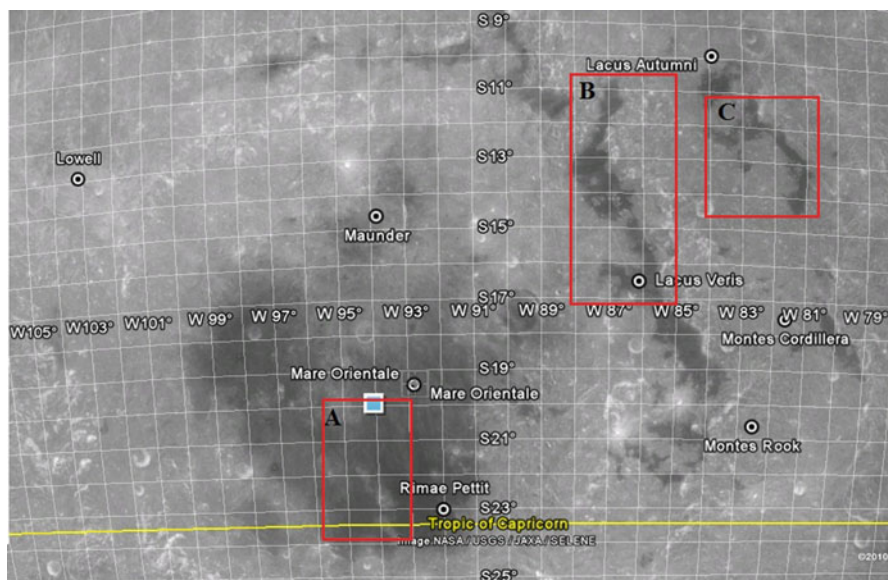 S 9°
Lacus Autumni
S11°
B
C
Lowell
S13°
Maunder
S15°
Lacus Veris
S17°
W105° W103° W101° W 99° W 97° W 95° W 93° W 91° W 89° W 87° W 85° W 83° W 81° W 79°
Montes Cordillera
S19°
Mare Orientale
Mare Orientale
A
S21°
Montes Rook
Rimae Pettit
S23°
Tropic of Capricorn
Image NASA / USGS / JAXA / SELENE
©2010
S25°